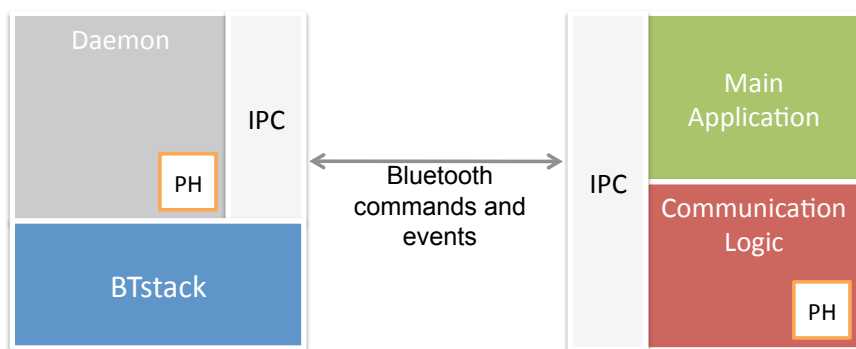 Daemon
IPC
PH
BTstack
Bluetooth
commands and
events
IPC
Main
Application
Communication
Logic
PH